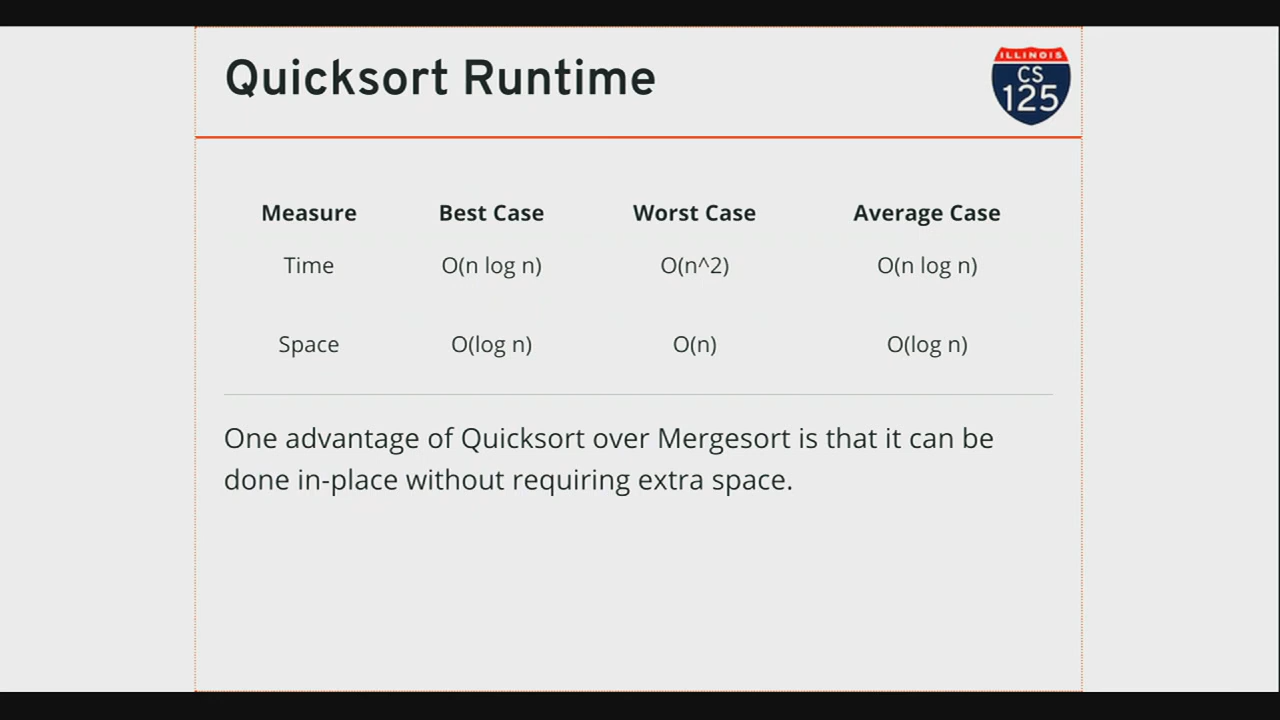 Quicksort Runtime
ILLINOIS
CS
125
Measure Best Case Worst Case Average Case
Time O(n log n) O(n^2) O(n log n)
Space O(log n) O(n) O(log n)
One advantage of Quicksort over Mergesort is that it can be
done in-place without requiring extra space.